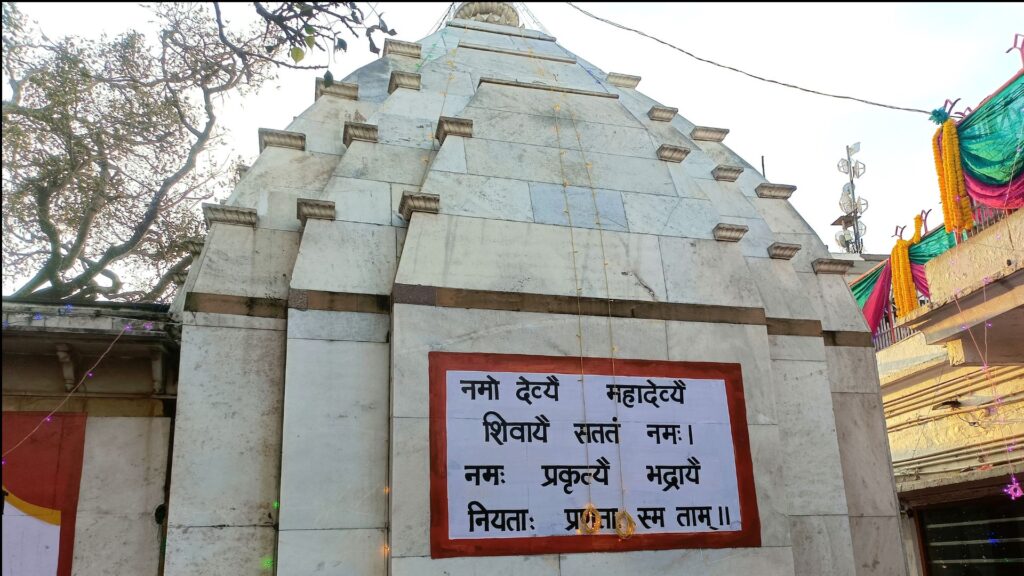 नमो देव्यै महादेव्यै
शिवायै सततं नमः।
नमः प्रकृत्यै भद्रायै
नियताः स्म ताम्॥